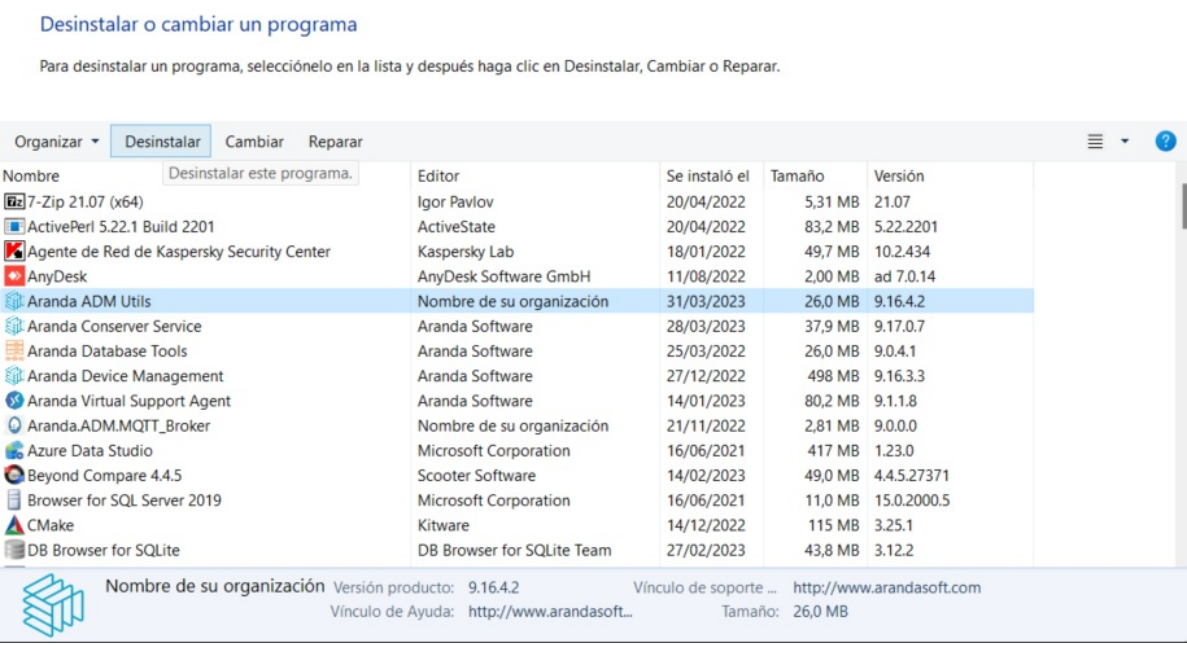 Desinstalar o cambiar un programa
Para desinstalar un programa, selecciónelo en la lista y después haga clic en Desinstalar, Cambiar o Reparar.
Organizar Desinstalar Cambiar Reparar
Desinstalar este programa.
Nombre Editor Se instaló el Tamaño Versión
7-Zip 21.07 (x64) Igor Pavlov 20/04/2022 5,31 MB 21.07
ActivePerl 5.22.1 Build 2201 ActiveState 20/04/2022 83,2 MB 5.22.2201
Agente de Red de Kaspersky Security Center Kaspersky Lab 18/01/2022 49,7 MB 10.2.434
AnyDesk AnyDesk Software GmbH 11/08/2022 2,00 MB ad 7.0.14
Aranda ADM Utils Nombre de su organización 31/03/2023 26,0 MB 9.16.4.2
Aranda Conserver Service Aranda Software 28/03/2023 37,9 MB 9.17.0.7
Aranda Database Tools Aranda Software 25/03/2022 26,0 MB 9.0.4.1
Aranda Device Management Aranda Software 27/12/2022 498 MB 9.16.3.3
Aranda Virtual Support Agent Aranda Software 14/01/2023 80,2 MB 9.1.1.8
Aranda.ADM.MQTT_Broker Nombre de su organización 21/11/2022 2,81 MB 9.0.0.0
Azure Data Studio Microsoft Corporation 16/06/2021 417 MB 1.23.0
Beyond Compare 4.4.5 Scooter Software 14/02/2023 49,0 MB 4.4.5.27371
Browser for SQL Server 2019 Microsoft Corporation 16/06/2021 11,0 MB 15.0.2000.5
CMake Kitware 14/12/2022 115 MB 3.25.1
DB Browser for SQLite DB Browser for SQLite Team 27/02/2023 43,8 MB 3.12.2
Nombre de su organización Versión producto: 9.16.4.2 Vínculo de soporte ... http://www.arandasoft.com
Vínculo de Ayuda: http://www.arandasoft... Tamaño: 26,0 MB